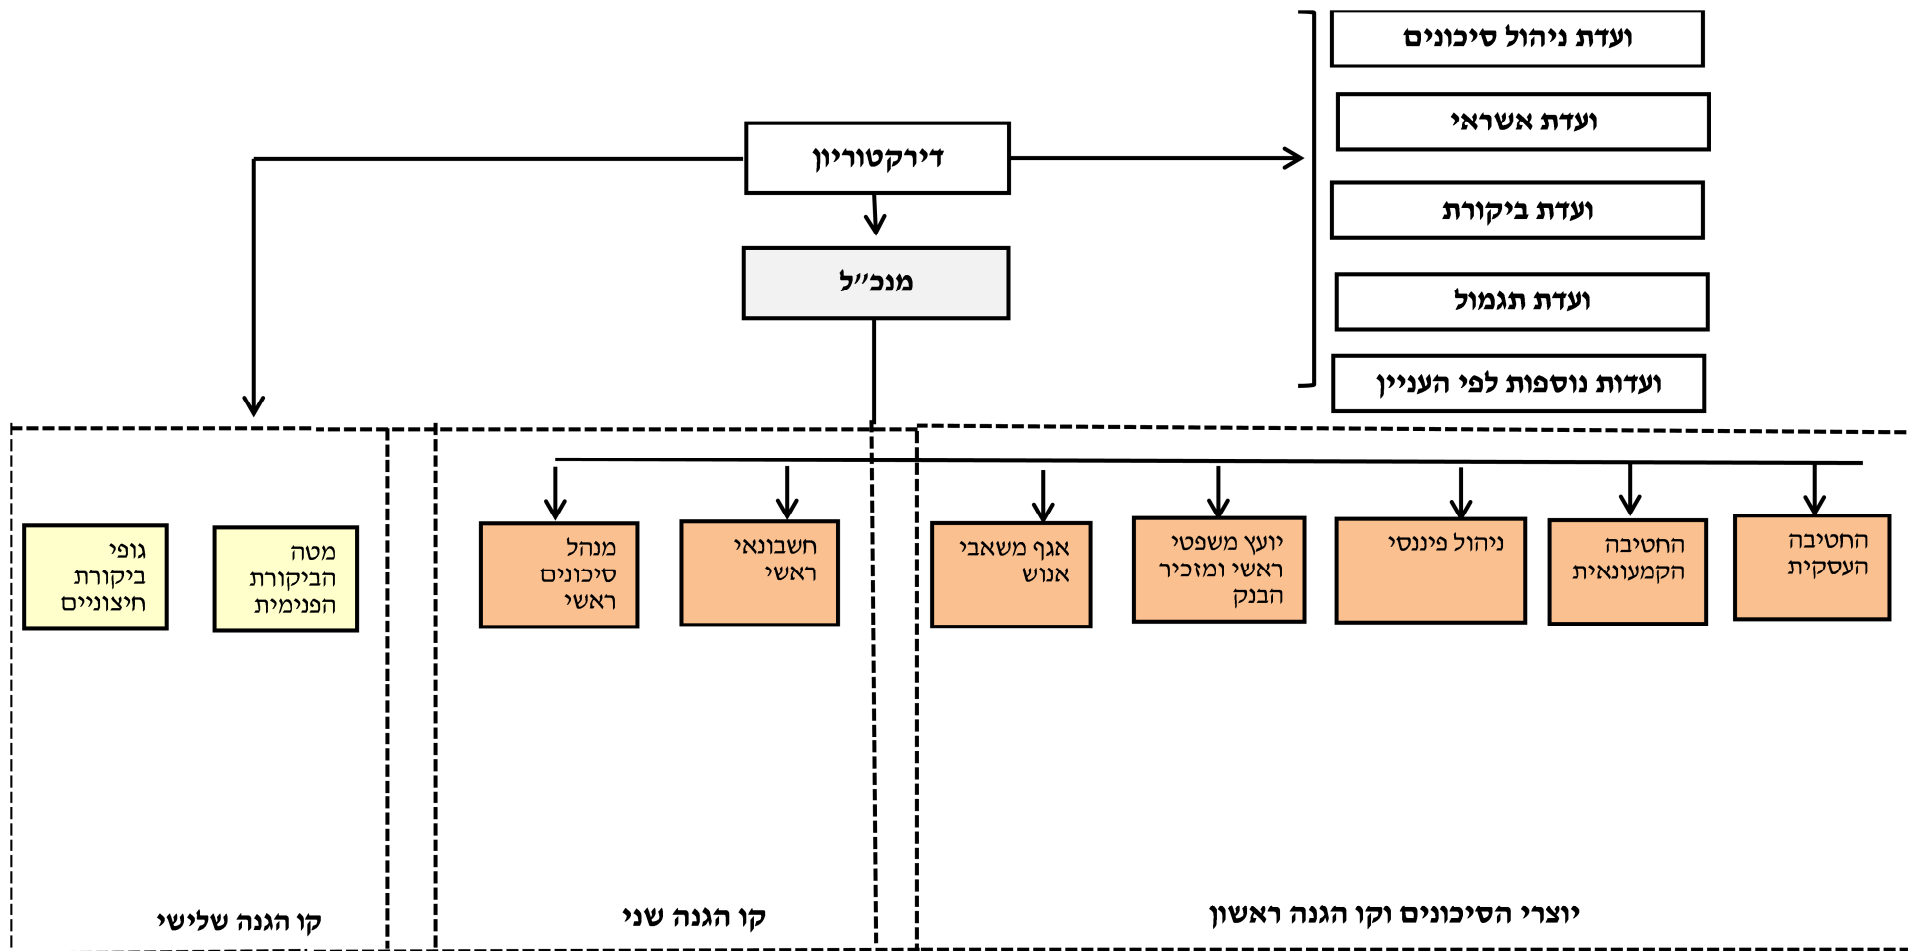 ועדת ניהול סיכונים
ועדת אשראי
דירקטוריון
ועדת ביקורת
מנכ״ל
ועדת תגמול
ועדות נוספות לפי העניין
החטיבה
העסקית
החטיבה
הקמעונאית
ניהול פיננסי
יועץ משפטי
ראשי ומזכיר
הבנק
אגף משאבי
אנוש
חשבונאי
ראשי
מנהל
סיכונים
ראשי
מטה
הביקורת
הפנימית
גופי
ביקורת
חיצוניים
יוצרי הסיכונים וקו הגנה ראשון
קו הגנה שני
קו הגנה שלישי